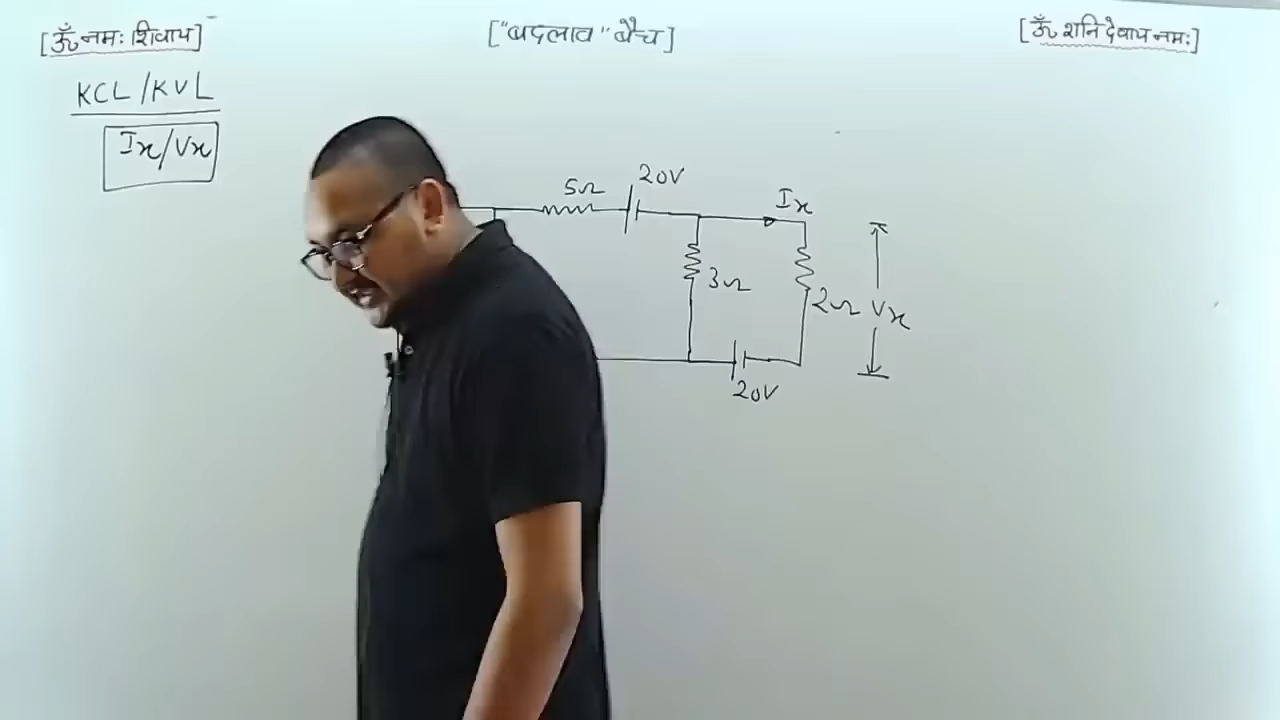 [ॐ नमः शिवाय]
["बदलाव" बैच]
[ॐ शनि देवाय नमः]
KCL/KVL
Ix/Vx
5Ω
20V
Ix
3Ω
2Ω
Vx
20V